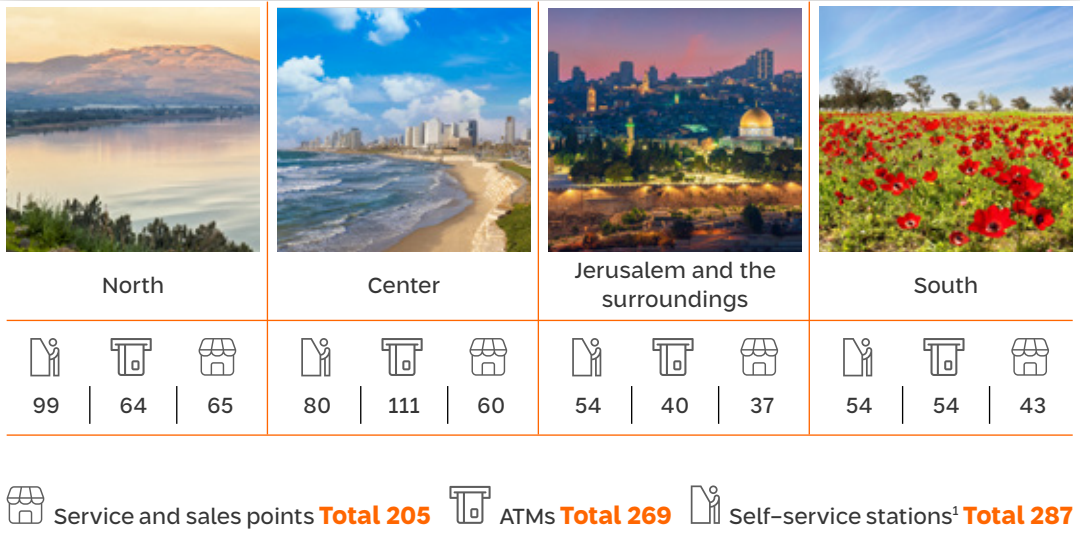 North
Center
Jerusalem and the
surroundings
South
99 64 65
80 111 60
54 40 37
54 54 43
Service and sales points Total 205 ATMs Total 269 Self-service stations¹ Total 287